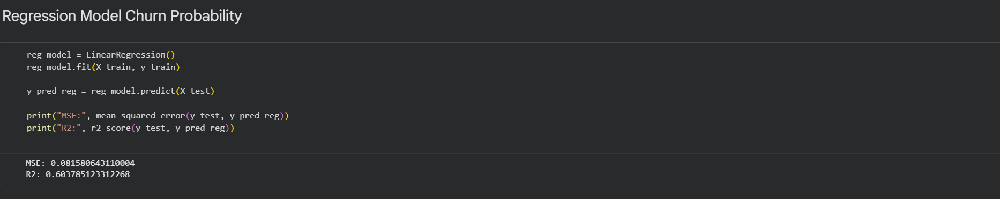 Regression Model Churn Probability
reg_model = LinearRegression()
reg_model.fit(X_train, y_train)
y_pred_reg = reg_model.predict(X_test)
print("MSE:", mean_squared_error(y_test, y_pred_reg))
print("R2:", r2_score(y_test, y_pred_reg))
MSE: 0.081580643110004
R2: 0.603785123312268